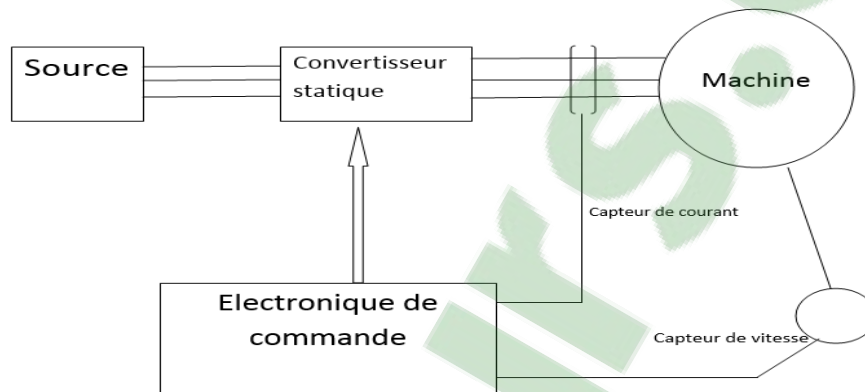 Source
Convertisseur
statique
Machine
Capteur de courant
Electronique de
commande
Capteur de vitesse